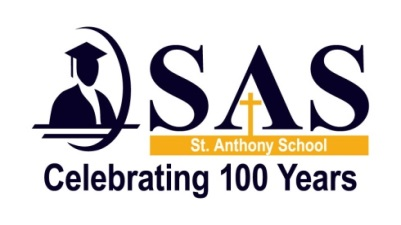 SAS
St. Anthony School
Celebrating 100 Years